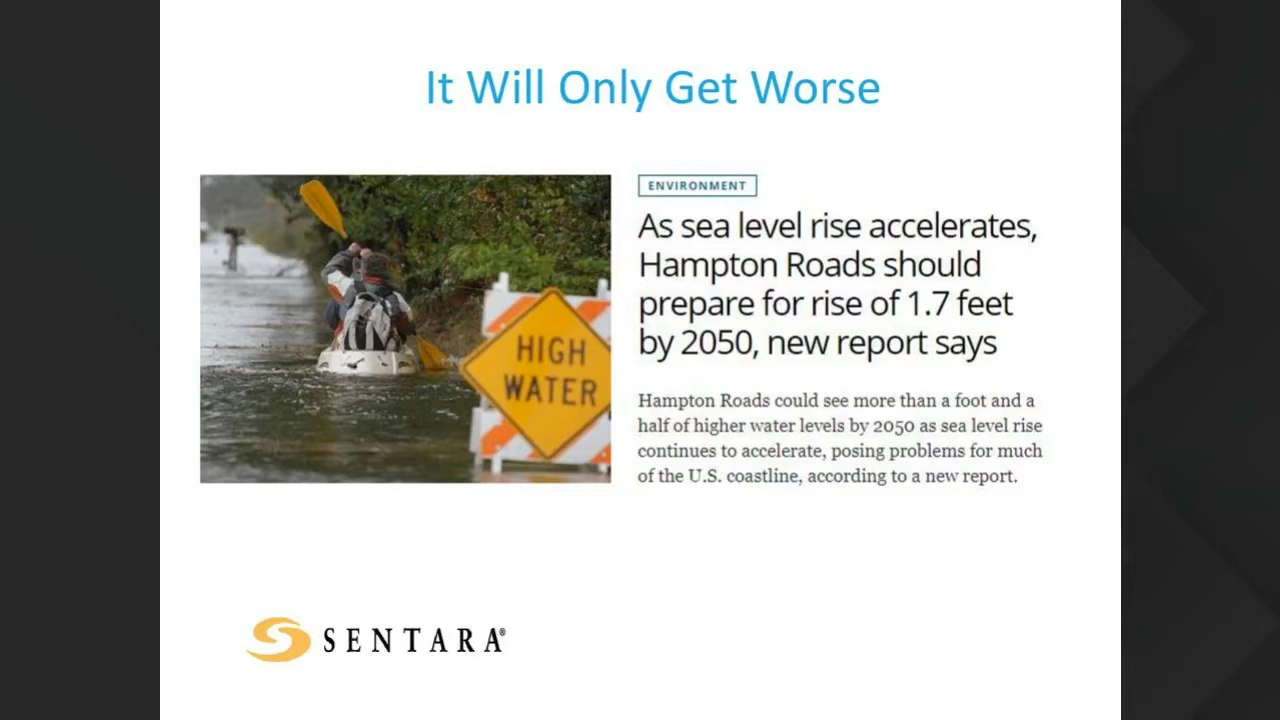 It Will Only Get Worse
HIGH
WATER
ENVIRONMENT
As sea level rise accelerates,
Hampton Roads should
prepare for rise of 1.7 feet
by 2050, new report says
Hampton Roads could see more than a foot and a
half of higher water levels by 2050 as sea level rise
continues to accelerate, posing problems for much
of the U.S. coastline, according to a new report.
SENTARA®